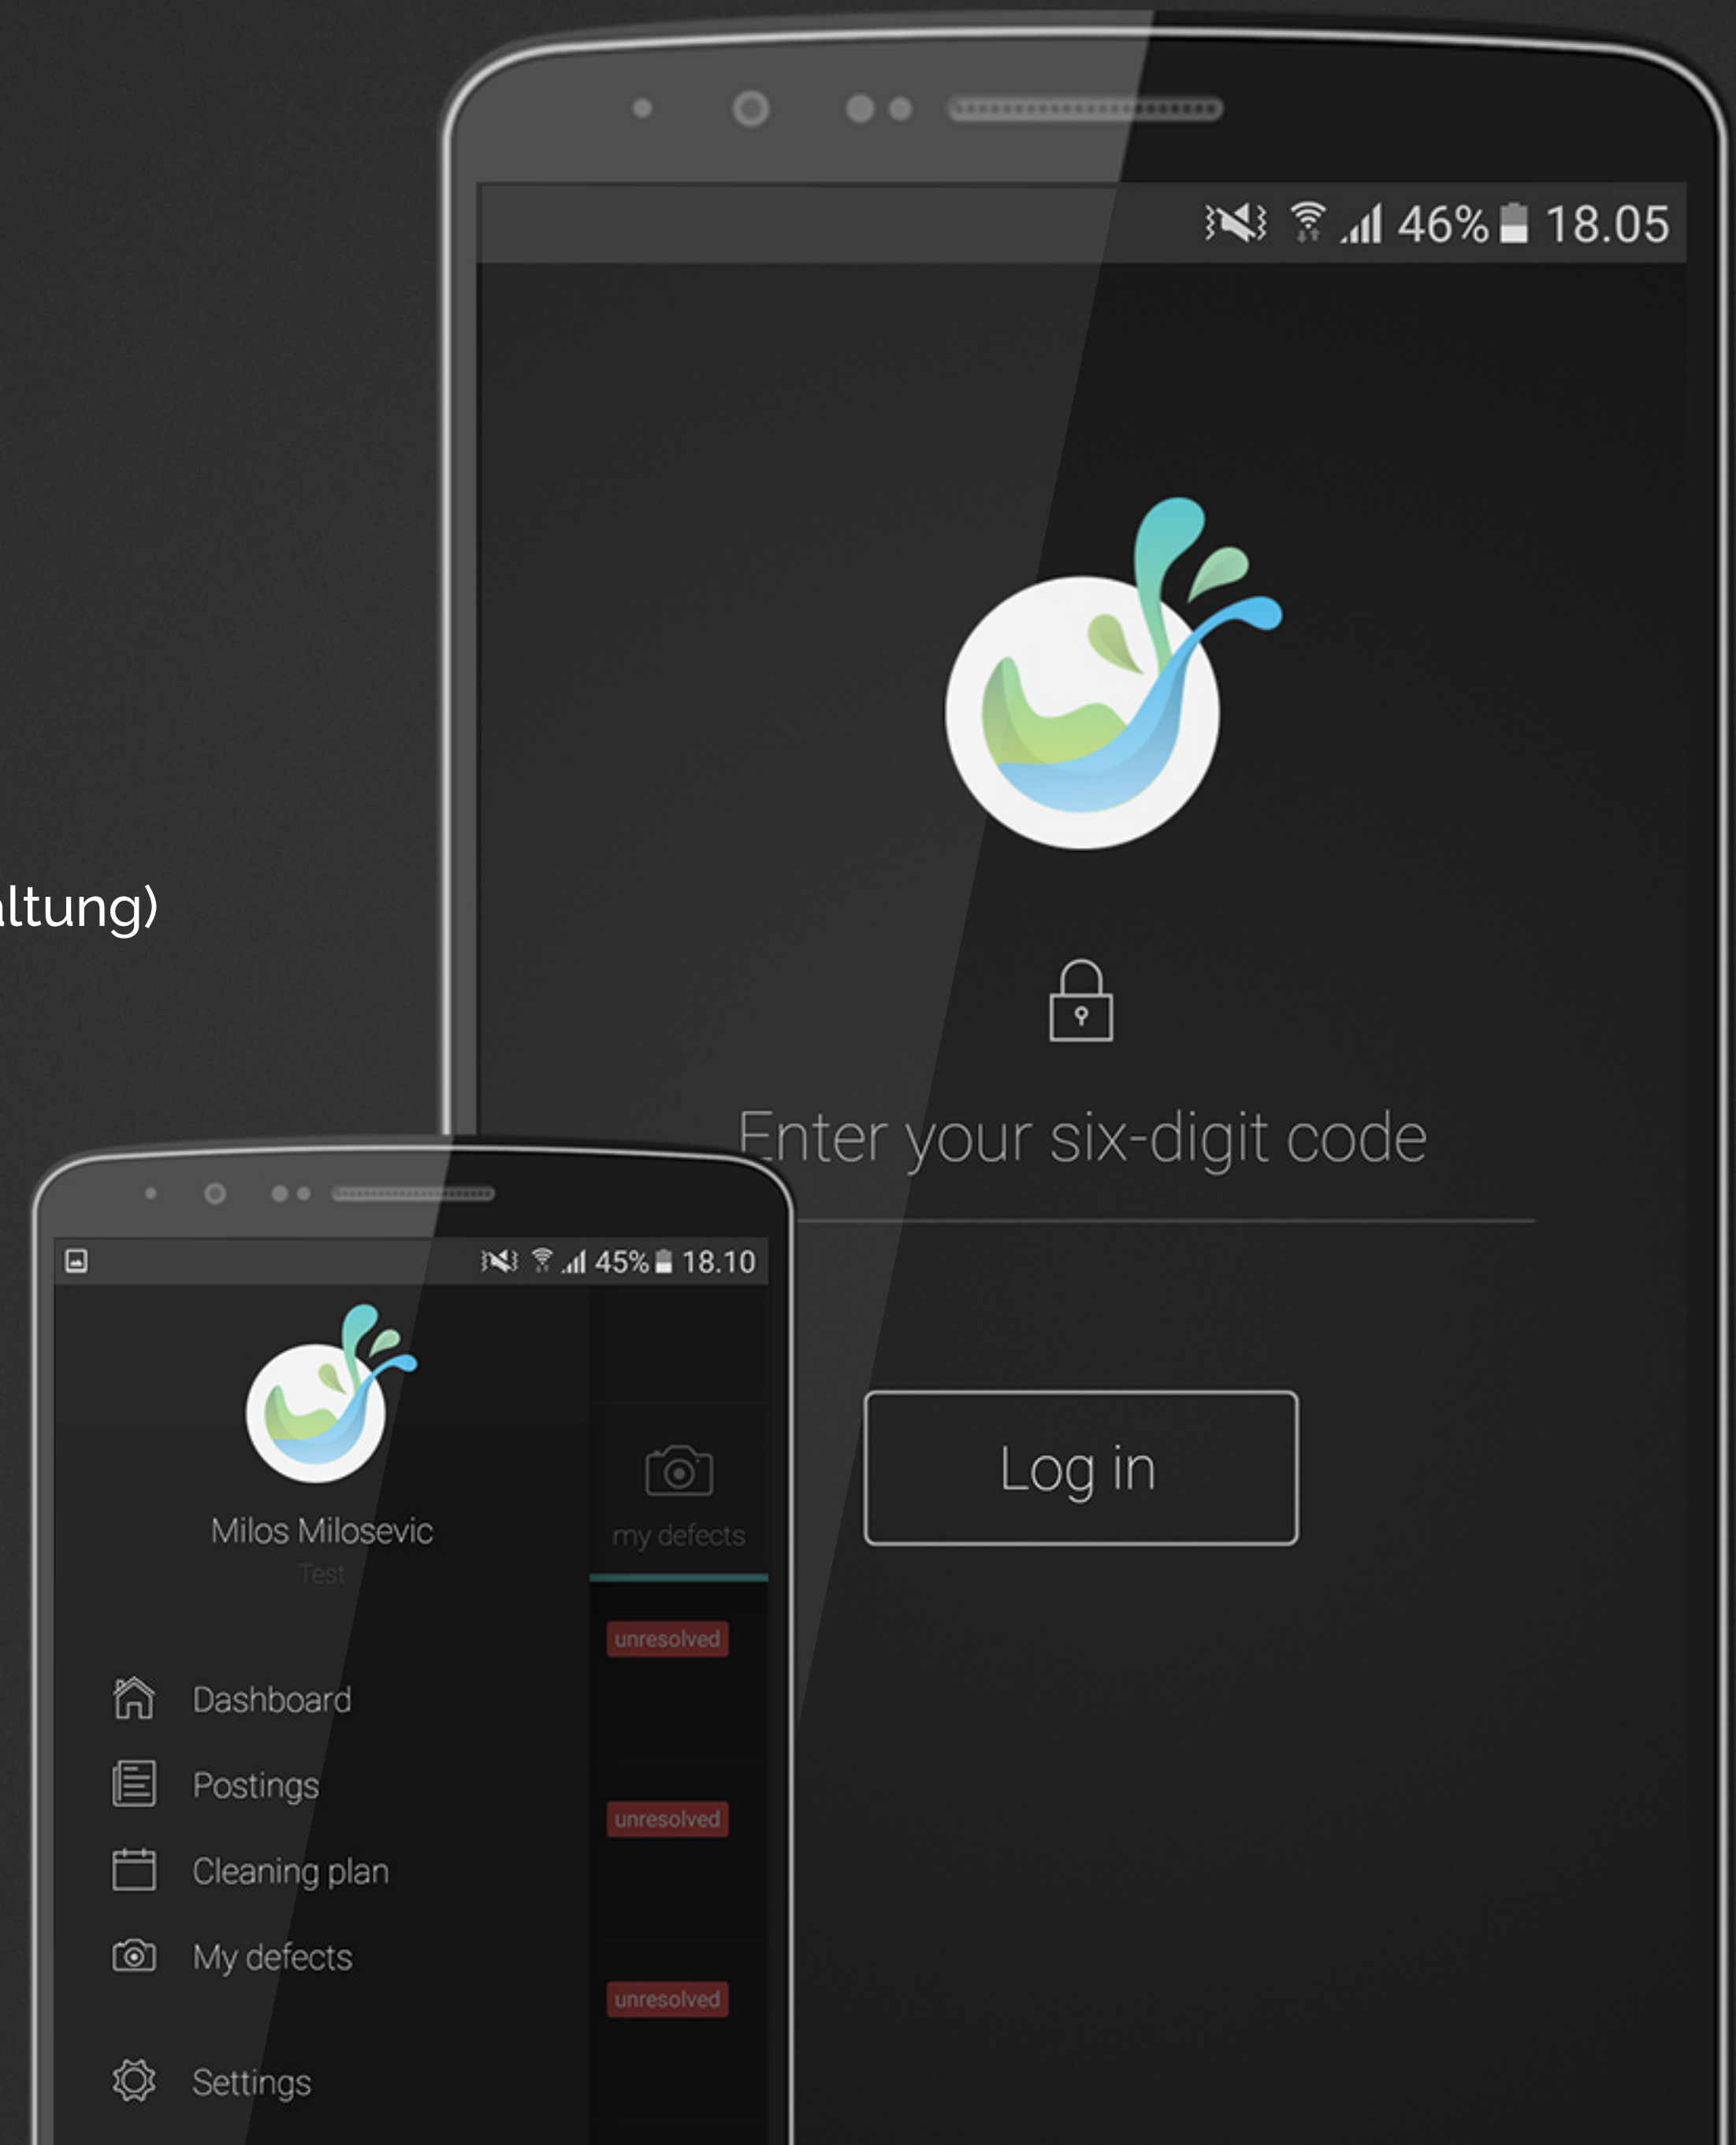 46% 18.05
ltung)
Enter your six-digit code
Log in
45% 18.10
Milos Milosevic
Test
my defects
unresolved
Dashboard
Postings
unresolved
Cleaning plan
My defects
unresolved
Settings